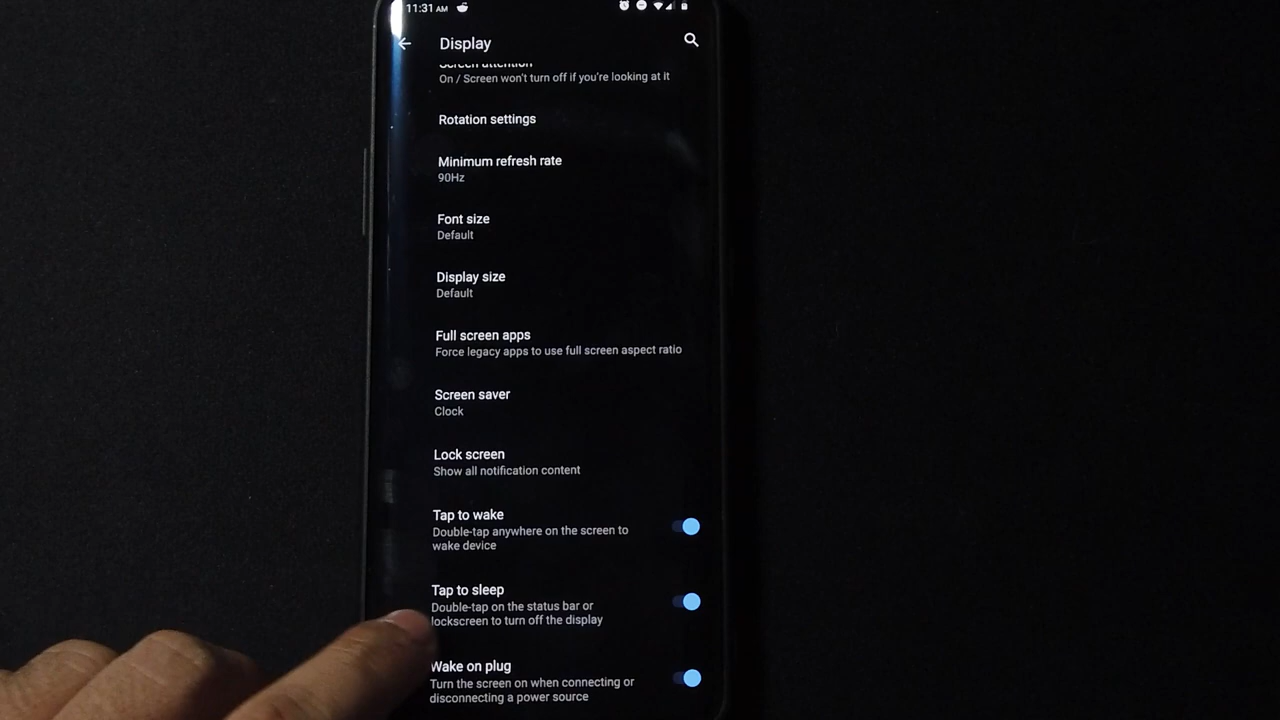 11:31 AM
Display
Screen attention
On / Screen won't turn off if you're looking at it
Rotation settings
Minimum refresh rate
90Hz
Font size
Default
Display size
Default
Full screen apps
Force legacy apps to use full screen aspect ratio
Screen saver
Clock
Lock screen
Show all notification content
Tap to wake
Double-tap anywhere on the screen to
wake device
Tap to sleep
Double-tap on the status bar or
lockscreen to turn off the display
Wake on plug
Turn the screen on when connecting or
disconnecting a power source